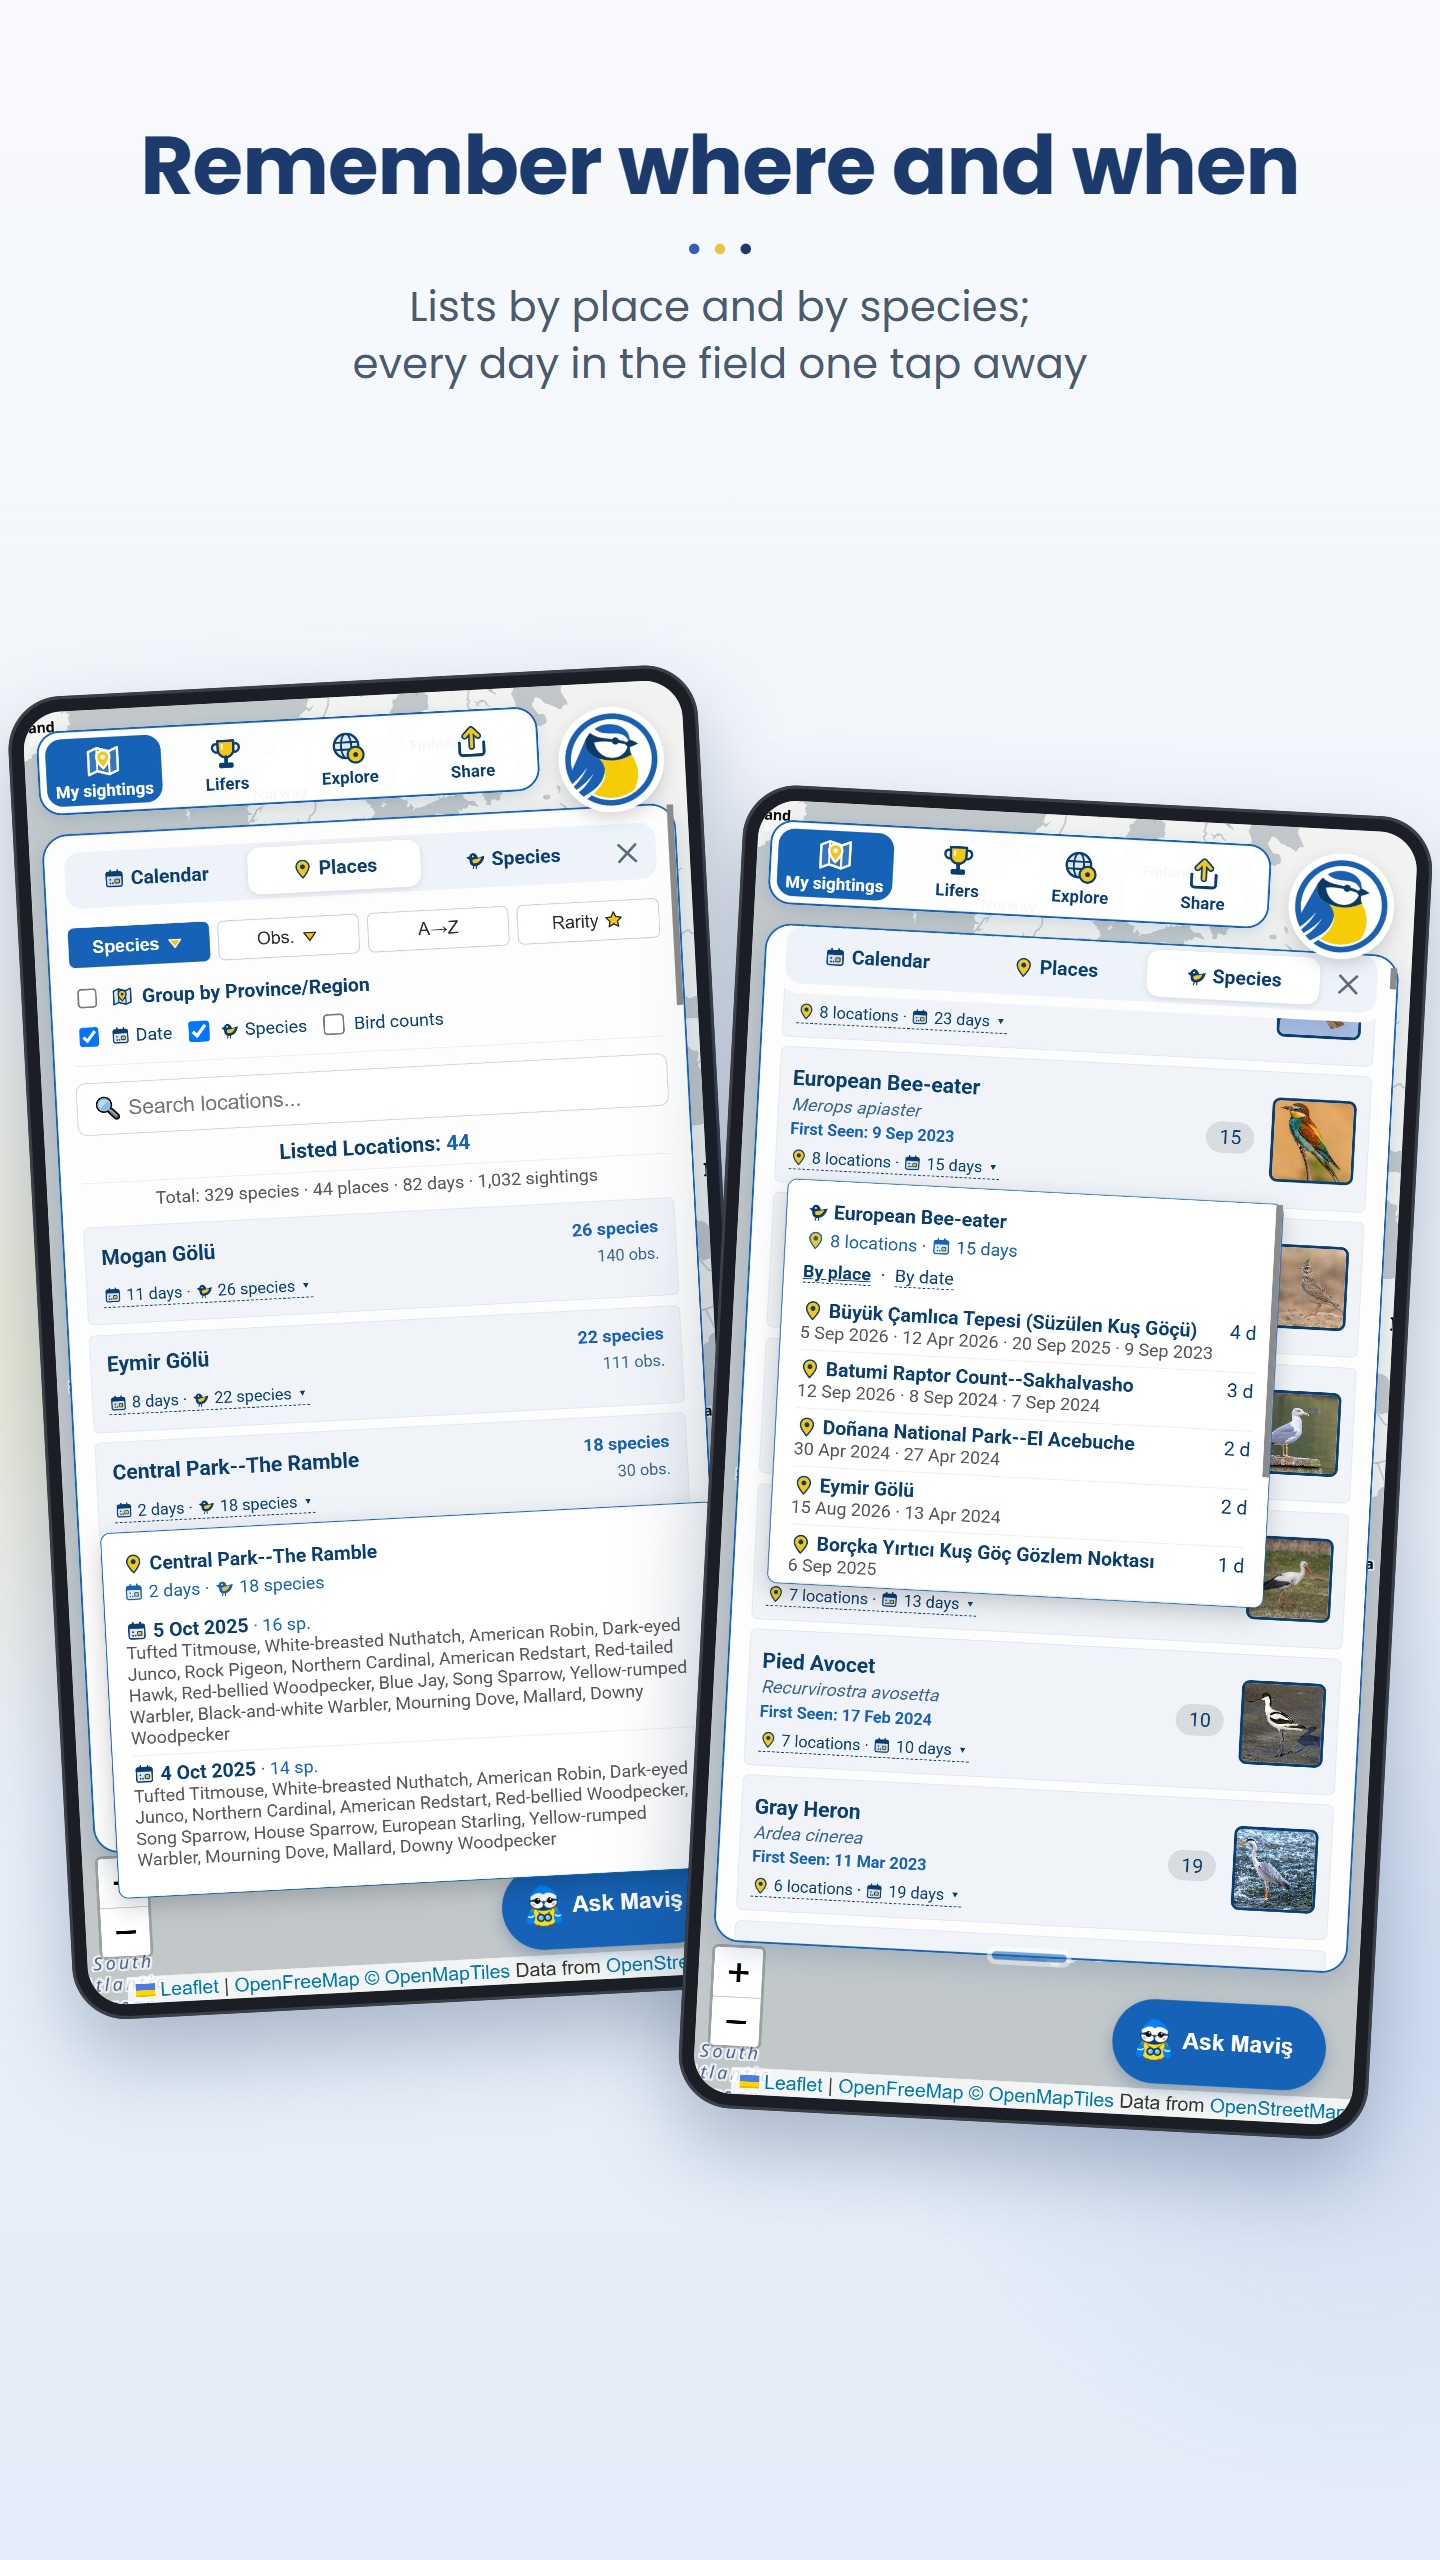 Remember where and when
Lists by place and by species;
every day in the field one tap away
and
My sightings
Lifers
Explore
Share
Calendar
Places
Species
Species
Obs.
A→Z
Rarity
Group by Province/Region
Date
Species
Bird counts
Search locations...
Listed Locations: 44
Total: 329 species · 44 places · 82 days · 1,032 sightings
Mogan Gölü
26 species
140 obs.
11 days · 26 species
Eymir Gölü
22 species
111 obs.
8 days · 22 species
Central Park--The Ramble
18 species
30 obs.
2 days · 18 species
Central Park--The Ramble
2 days · 18 species
5 Oct 2025 · 16 sp.
Tufted Titmouse, White-breasted Nuthatch, American Robin, Dark-eyed
Junco, Rock Pigeon, Northern Cardinal, American Redstart, Red-tailed
Hawk, Red-bellied Woodpecker, Blue Jay, Song Sparrow, Yellow-rumped
Warbler, Black-and-white Warbler, Mourning Dove, Mallard, Downy
Woodpecker
4 Oct 2025 · 14 sp.
Tufted Titmouse, White-breasted Nuthatch, American Robin, Dark-eyed
Junco, Northern Cardinal, American Redstart, Red-bellied Woodpecker,
Song Sparrow, House Sparrow, European Starling, Yellow-rumped
Warbler, Mourning Dove, Mallard, Downy Woodpecker
−
Ask Maviş
South
Leaflet | OpenFreeMap © OpenMapTiles Data from OpenStre
and
My sightings
Lifers
Explore
Share
Norway
Calendar
Places
Species
8 locations · 23 days
European Bee-eater
Merops apiaster
First Seen: 9 Sep 2023
8 locations · 15 days
15
European Bee-eater
8 locations · 15 days
By place · By date
Büyük Çamlıca Tepesi (Süzülen Kuş Göçü)
4 d
5 Sep 2026 · 12 Apr 2026 · 20 Sep 2025 · 9 Sep 2023
Batumi Raptor Count--Sakhalvasho
3 d
12 Sep 2026 · 8 Sep 2024 · 7 Sep 2024
Doñana National Park--El Acebuche
2 d
30 Apr 2024 · 27 Apr 2024
Eymir Gölü
2 d
15 Aug 2026 · 13 Apr 2024
Borçka Yırtıcı Kuş Göç Gözlem Noktası
1 d
6 Sep 2025
7 locations · 13 days
Pied Avocet
Recurvirostra avosetta
First Seen: 17 Feb 2024
7 locations · 10 days
10
Gray Heron
Ardea cinerea
First Seen: 11 Mar 2023
6 locations · 19 days
19
+
−
South
Ask Maviş
Leaflet | OpenFreeMap © OpenMapTiles Data from OpenStreetMap